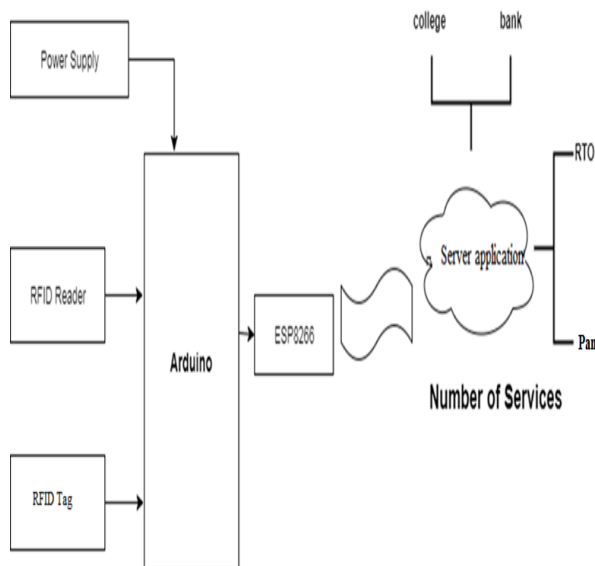 college bank
Power Supply
RTO
Server application
RFID Reader
ESP8266
Arduino
Pan
Number of Services
RFID Tag